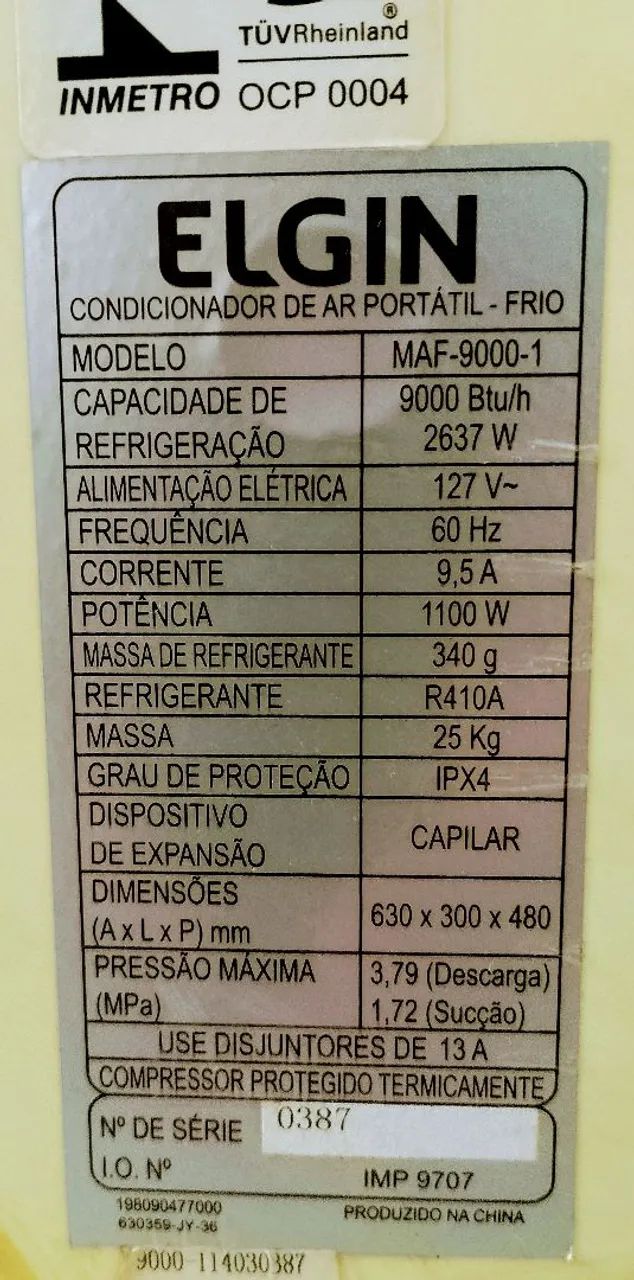 TÜVRheinland®
INMETRO OCP 0004
ELGIN
CONDICIONADOR DE AR PORTÁTIL - FRIO
MODELO MAF-9000-1
CAPACIDADE DE 9000 Btu/h
REFRIGERAÇÃO 2637 W
ALIMENTAÇÃO ELÉTRICA 127 V~
FREQUÊNCIA 60 Hz
CORRENTE 9,5 A
POTÊNCIA 1100 W
MASSA DE REFRIGERANTE 340 g
REFRIGERANTE R410A
MASSA 25 Kg
GRAU DE PROTEÇÃO IPX4
DISPOSITIVO
DE EXPANSÃO CAPILAR
DIMENSÕES
(A x L x P) mm 630 x 300 x 480
PRESSÃO MÁXIMA 3,79 (Descarga)
(MPa) 1,72 (Sucção)
USE DISJUNTORES DE 13 A
COMPRESSOR PROTEGIDO TERMICAMENTE
Nº DE SÉRIE 0387
I.O. Nº IMP 9707
198090477000 PRODUZIDO NA CHINA
630359-JY-36
9000-114030387